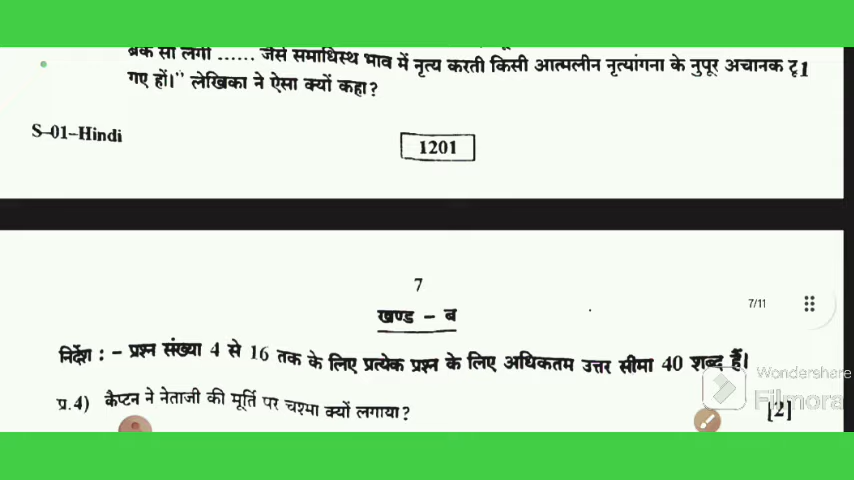 ब्रेक सी लगी ...... जैसे समाधिस्थ भाव में नृत्य करती किसी आत्मलीन नृत्यांगना के नुपूर अचानक टू1
गए हों।" लेखिका ने ऐसा क्यों कहा?
S-01-Hindi
1201
7
खण्ड - ब
7/11
निर्देश : - प्रश्न संख्या 4 से 16 तक के लिए प्रत्येक प्रश्न के लिए अधिकतम उत्तर सीमा 40 शब्द हैं।
Wondershare
Filmora
प्र.4) कैप्टन ने नेताजी की मूर्ति पर चश्मा क्यों लगाया?
[2]